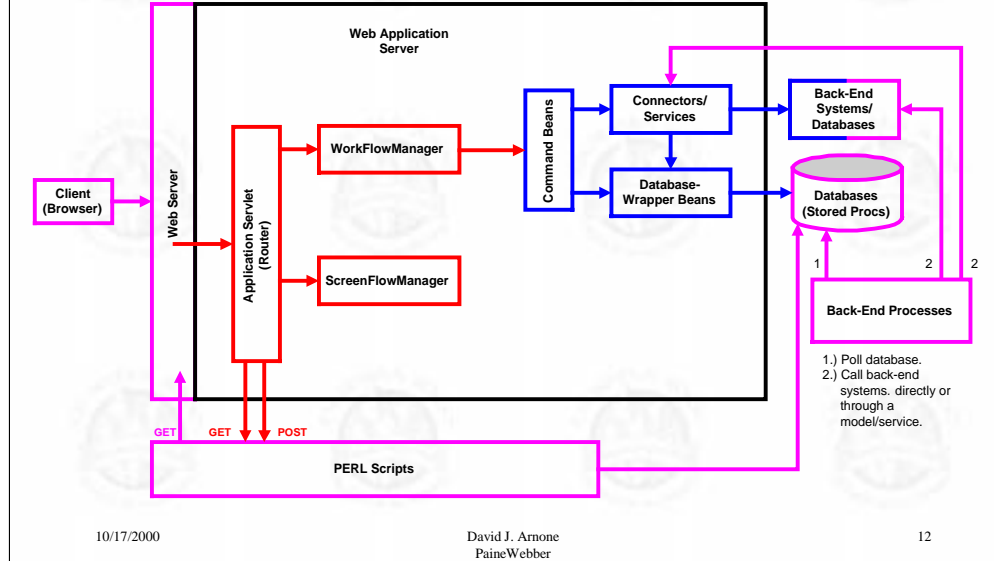 Web Application
Server
Client
(Browser)
Web Server
Application Servlet
(Router)
WorkFlowManager
ScreenFlowManager
Command Beans
Connectors/
Services
Database-
Wrapper Beans
Back-End
Systems/
Databases
Databases
(Stored Procs)
1
2
2
Back-End Processes
1.) Poll database.
2.) Call back-end
systems. directly or
through a
model/service.
GET
GET
POST
PERL Scripts
10/17/2000
David J. Arnone
PaineWebber
12